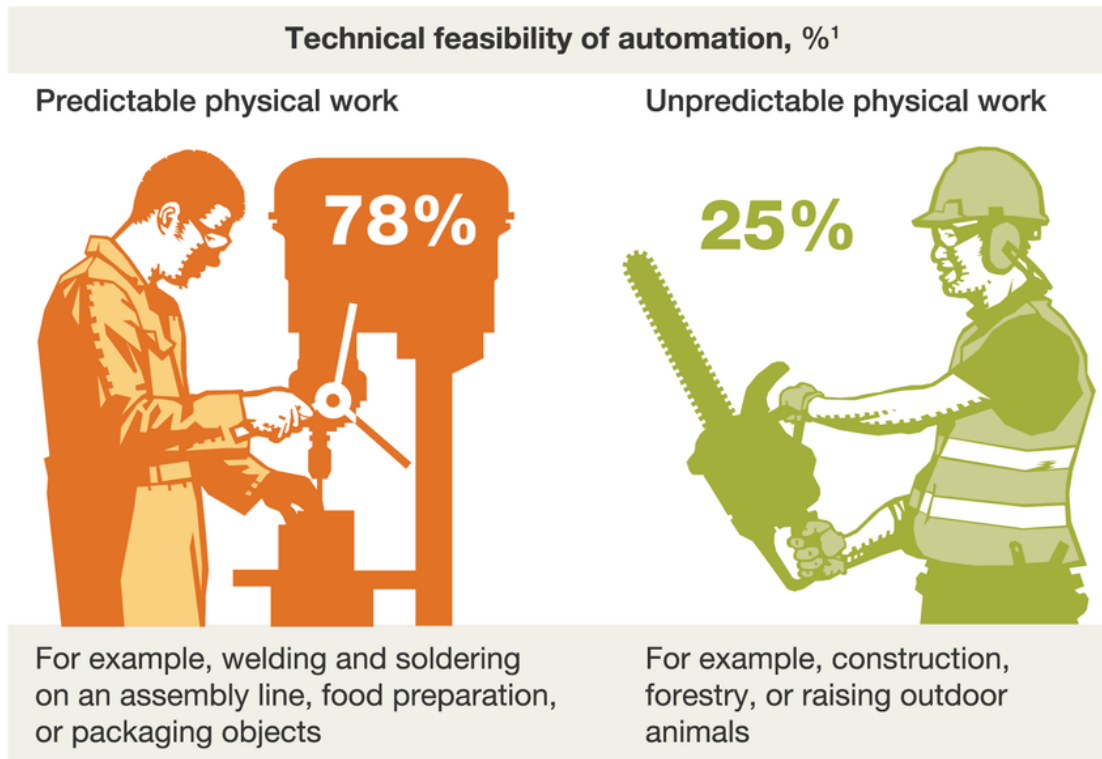 Technical feasibility of automation, %¹
Predictable physical work
Unpredictable physical work
78%
25%
For example, welding and soldering
on an assembly line, food preparation,
or packaging objects
For example, construction,
forestry, or raising outdoor
animals